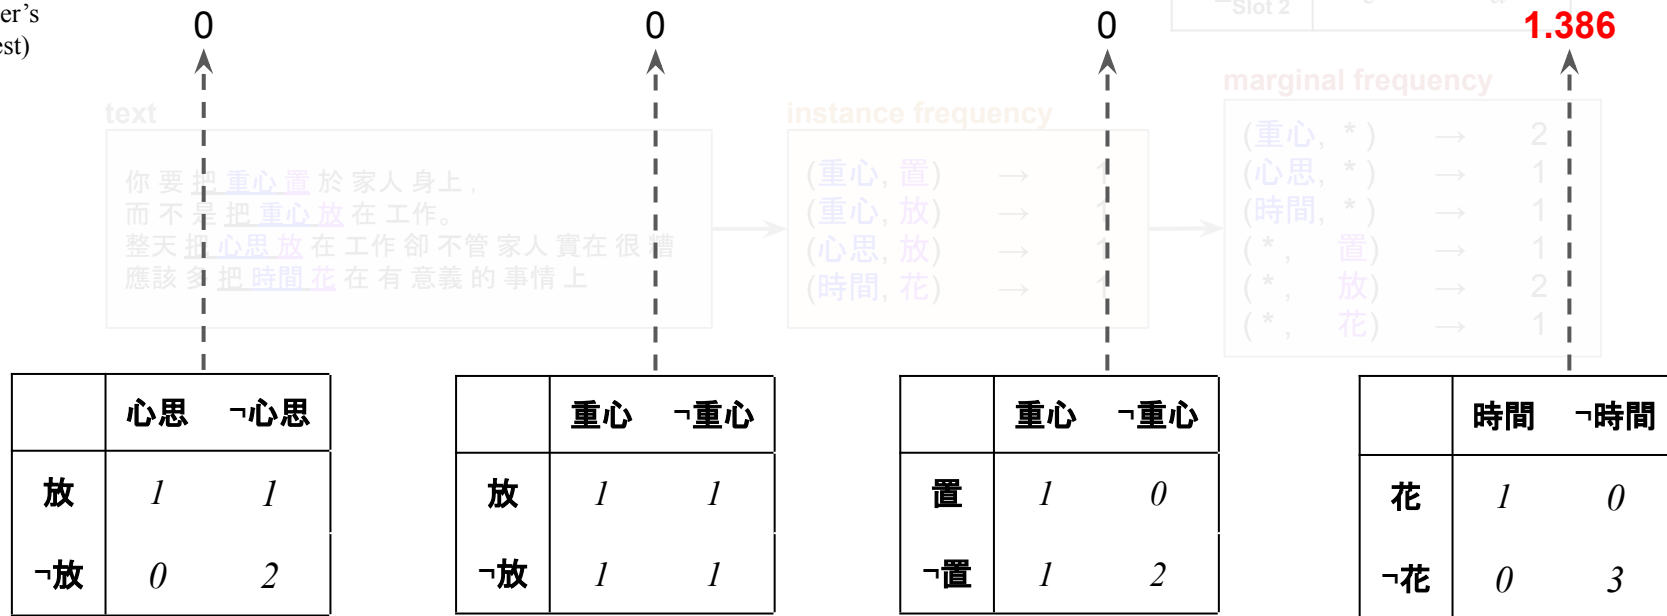 er's
est)
0
0
0
1.386
Slot 2
text
instance frequency
marginal frequency
你 要 把 重心 置 於 家人 身上 ,
而 不 是 把 重心 放 在 工作。
整天 把 心思 放 在 工作 卻 不管 家人 實在 很 糟
應該 多 把 時間 花 在 有 意義 的 事情 上
(重心, 置) → 1
(重心, 放) → 1
(心思, 放) → 1
(時間, 花) → 1
(重心, * ) → 2
(心思, * ) → 1
(時間, * ) → 1
( * , 置) → 1
( * , 放) → 2
( * , 花) → 1
心思 ¬心思
放 1 1
¬放 0 2
重心 ¬重心
放 1 1
¬放 1 1
重心 ¬重心
置 1 0
¬置 1 2
時間 ¬時間
花 1 0
¬花 0 3